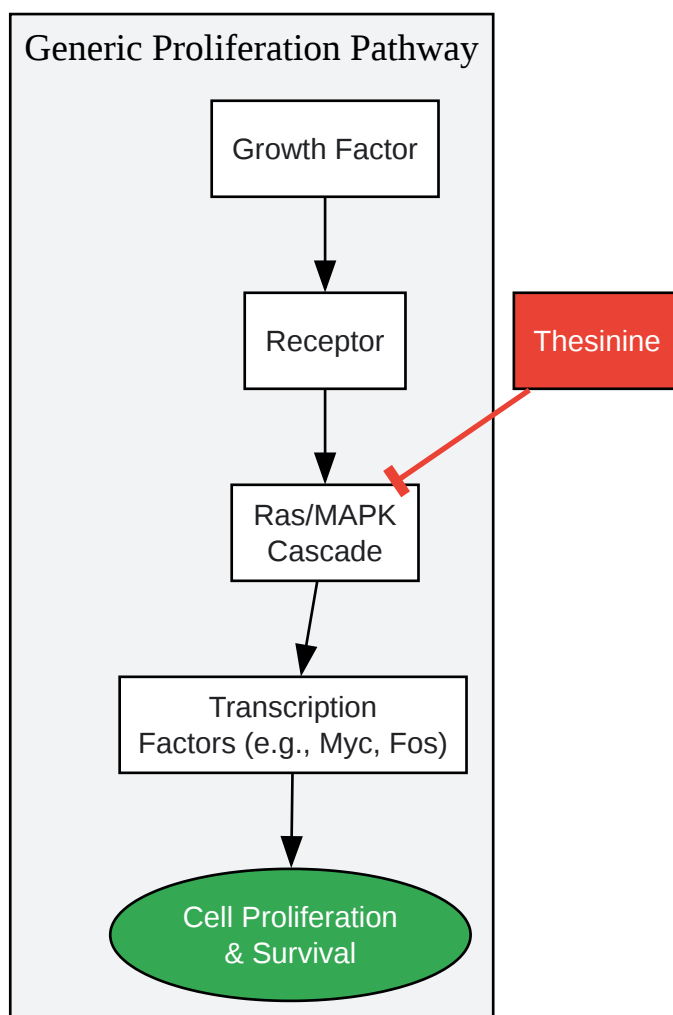 Generic Proliferation Pathway
Growth Factor
Receptor
Thesinine
Ras/MAPK
Cascade
Transcription
Factors (e.g., Myc, Fos)
Cell Proliferation
& Survival